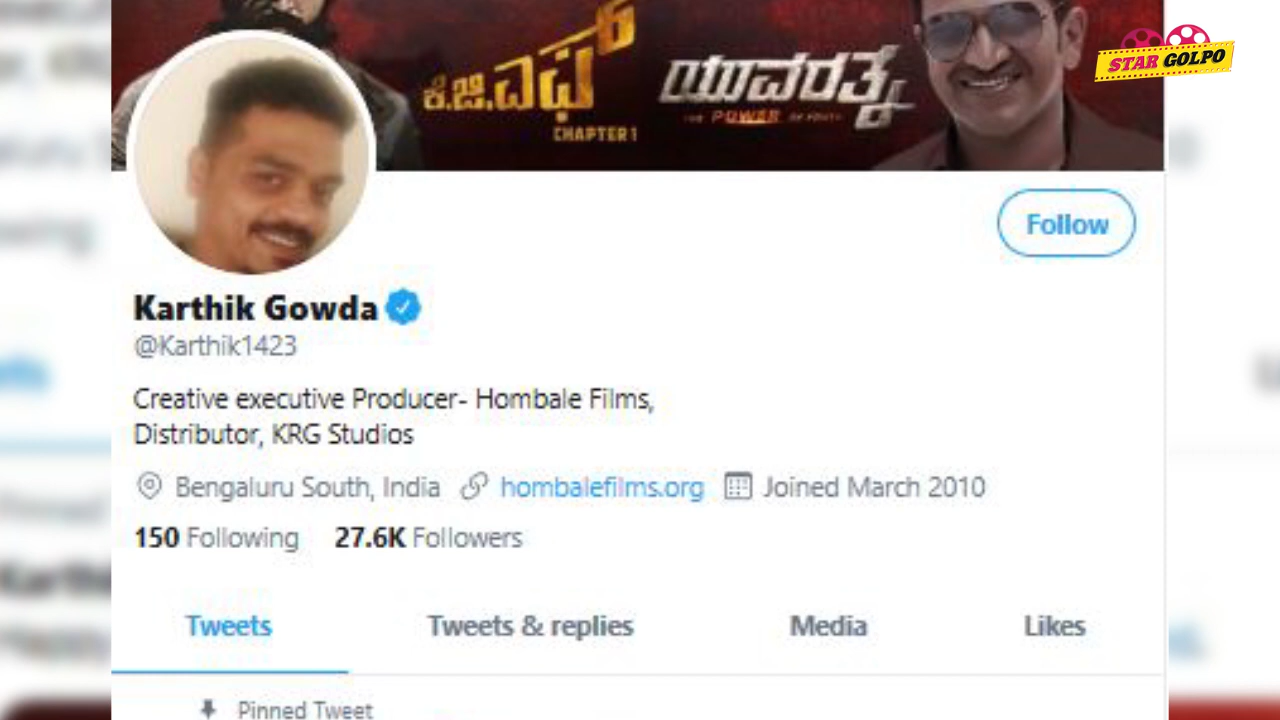 ಕೆ.ಜಿ.ಎಫ್
CHAPTER 1
ಯುವರತ್ನ
THE POWER OF YOUTH
STAR GOLPO
Follow
Karthik Gowda
@Karthik1423
Creative executive Producer- Hombale Films,
Distributor, KRG Studios
Bengaluru South, India hombalefilms.org Joined March 2010
150 Following 27.6K Followers
Tweets Tweets & replies Media Likes
Pinned Tweet